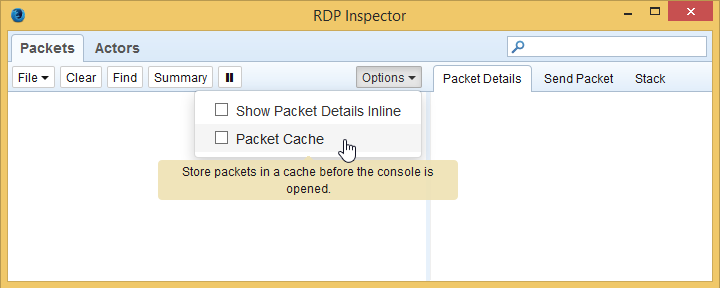 RDP Inspector
Packets Actors
File Clear Find Summary Options Packet Details Send Packet Stack
Show Packet Details Inline
Packet Cache
Store packets in a cache before the console is
opened.